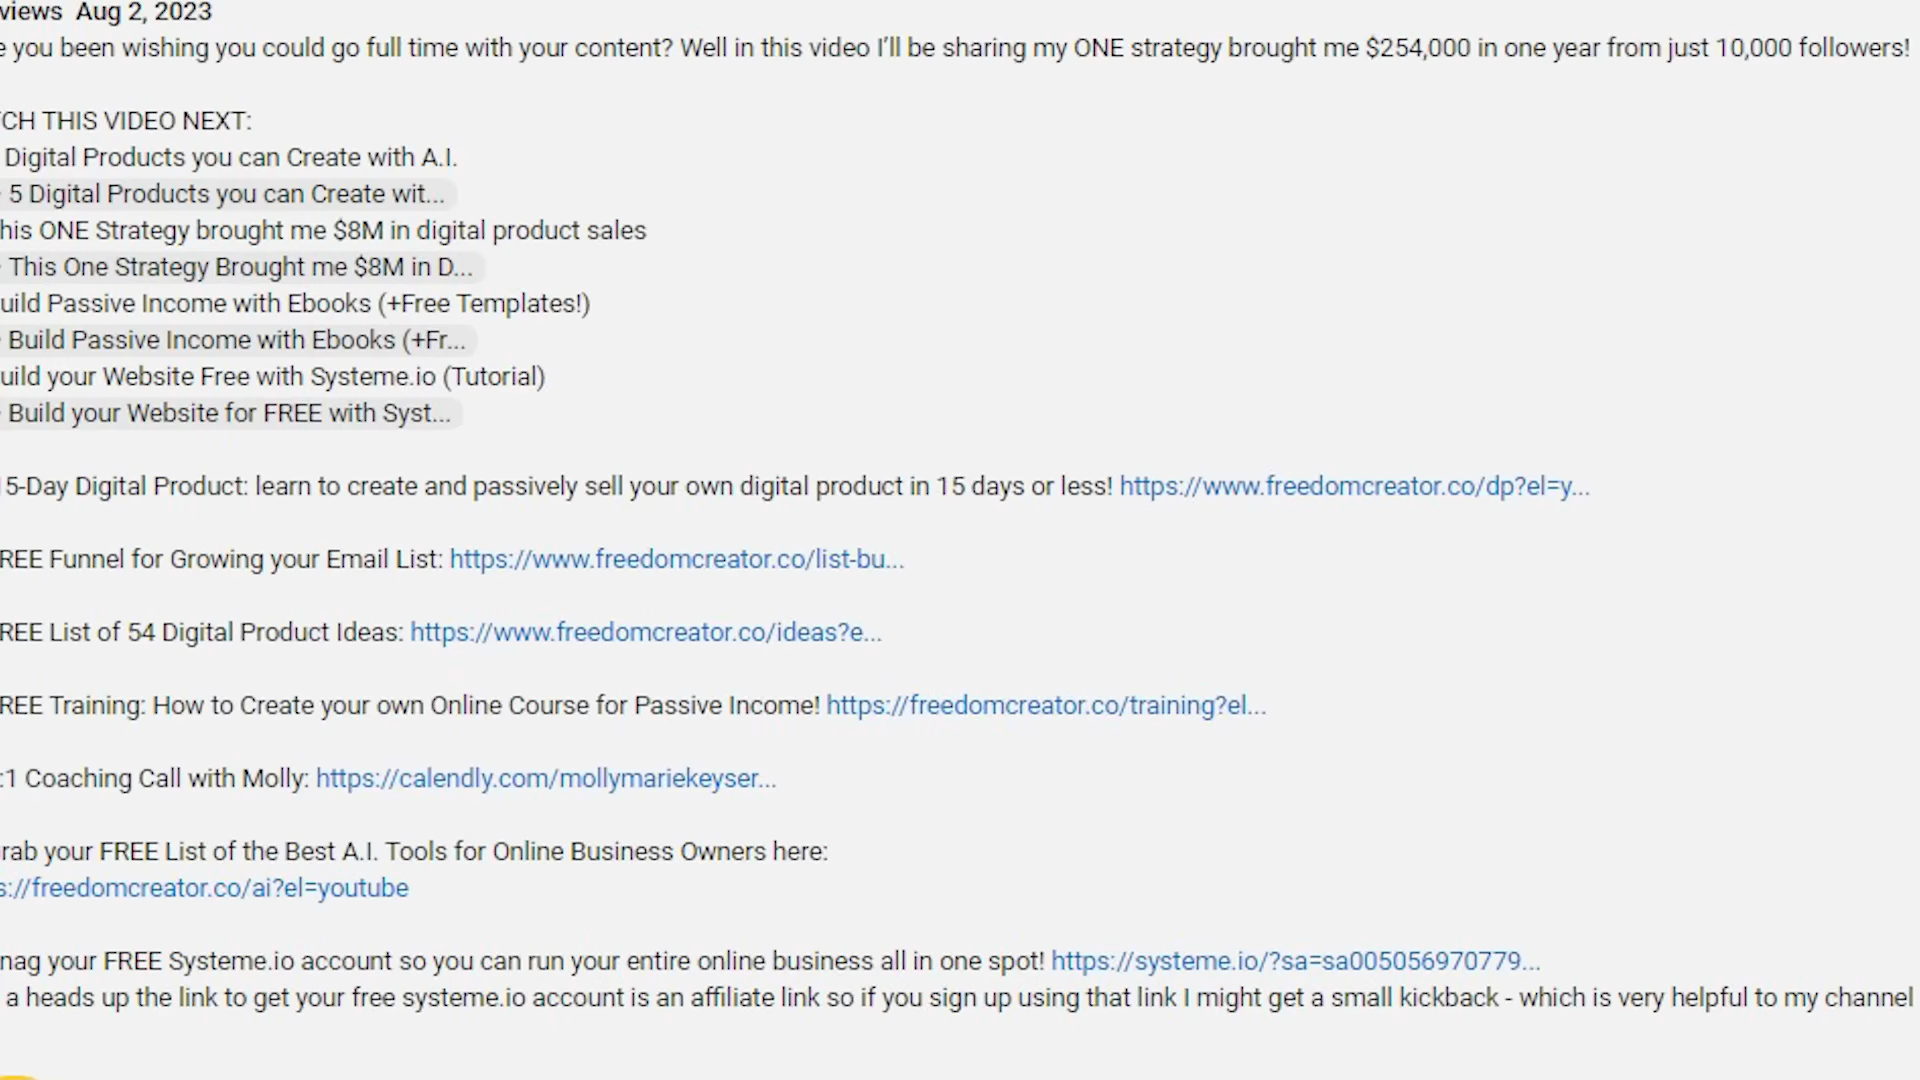 views Aug 2, 2023
e you been wishing you could go full time with your content? Well in this video I'll be sharing my ONE strategy brought me $254,000 in one year from just 10,000 followers!
TCH THIS VIDEO NEXT:
Digital Products you can Create with A.I.
5 Digital Products you can Create wit...
his ONE Strategy brought me $8M in digital product sales
This One Strategy Brought me $8M in D...
uild Passive Income with Ebooks (+Free Templates!)
Build Passive Income with Ebooks (+Fr...
uild your Website Free with Systeme.io (Tutorial)
Build your Website for FREE with Syst...
15-Day Digital Product: learn to create and passively sell your own digital product in 15 days or less! https://www.freedomcreator.co/dp?el=y...
REE Funnel for Growing your Email List: https://www.freedomcreator.co/list-bu...
REE List of 54 Digital Product Ideas: https://www.freedomcreator.co/ideas?e...
REE Training: How to Create your own Online Course for Passive Income! https://freedomcreator.co/training?el...
:1 Coaching Call with Molly: https://calendly.com/mollymariekeyser...
rab your FREE List of the Best A.I. Tools for Online Business Owners here:
s://freedomcreator.co/ai?el=youtube
nag your FREE Systeme.io account so you can run your entire online business all in one spot! https://systeme.io/?sa=sa005056970779...
a heads up the link to get your free systeme.io account is an affiliate link so if you sign up using that link I might get a small kickback - which is very helpful to my channel